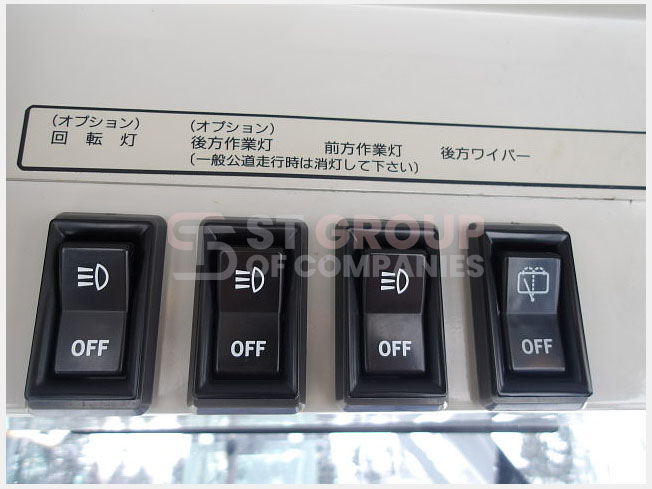 (オプション)
回転灯
(オプション)
後方作業灯
(一般公道走行時は消灯して下さい)
前方作業灯
後方ワイパー
ST GROUP
OF COMPANIES
OFF
OFF
OFF
OFF